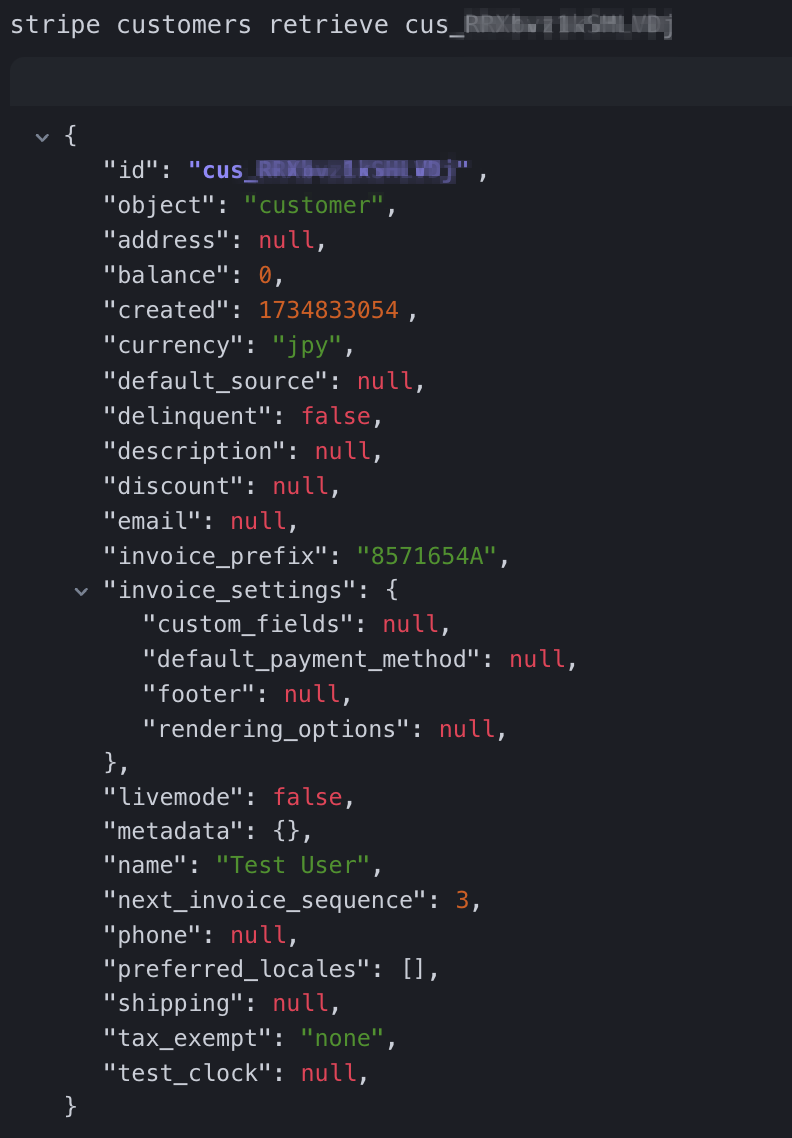 stripe customers retrieve cus_
{
"id": "cus_" ,
"object": "customer",
"address": null,
"balance": 0,
"created": 1734833054 ,
"currency": "jpy",
"default_source": null,
"delinquent": false,
"description": null,
"discount": null,
"email": null,
"invoice_prefix": "8571654A",
"invoice_settings": {
"custom_fields": null,
"default_payment_method": null,
"footer": null,
"rendering_options": null,
},
"livemode": false,
"metadata": {},
"name": "Test User",
"next_invoice_sequence": 3,
"phone": null,
"preferred_locales": [],
"shipping": null,
"tax_exempt": "none",
"test_clock": null,
}